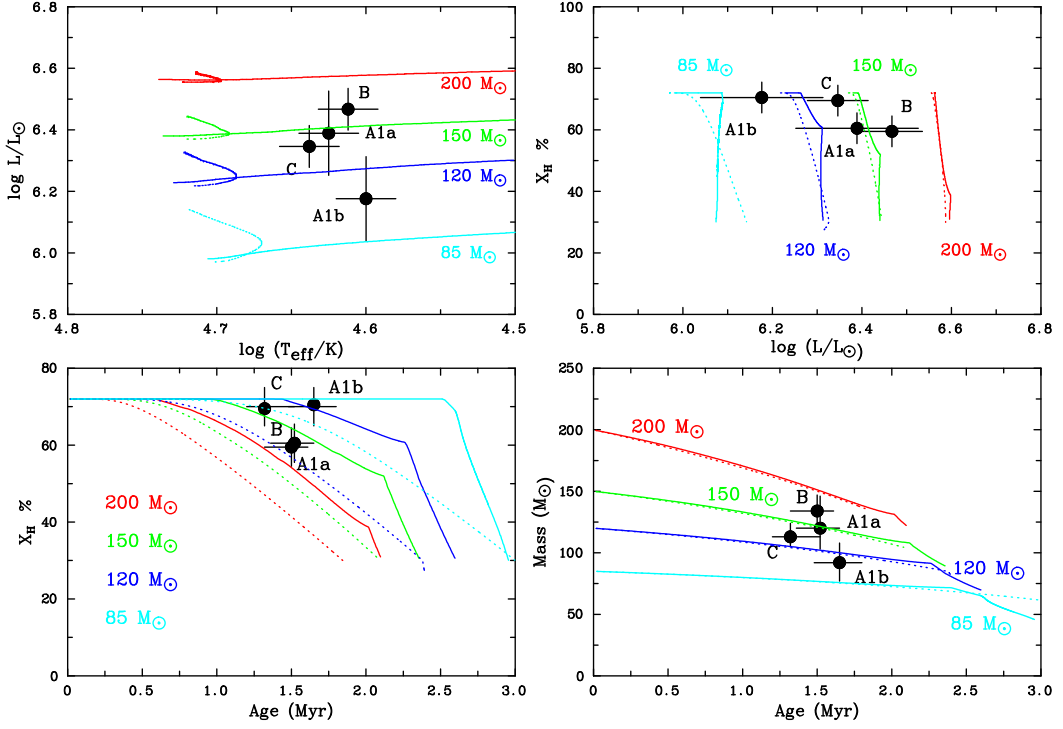 6.8
6.6
6.4
6.2
6.0
5.8
log L/L☉
200 M☉
B
A1a
150 M☉
C
120 M☉
A1b
85 M☉
4.8
4.7
4.6
4.5
log (Teff/K)
100
80
60
40
20
0
X_H %
85 M☉
C
150 M☉
B
A1b
A1a
120 M☉
200 M☉
5.8
6.0
6.2
6.4
6.6
6.8
log (L/L☉)
80
60
40
20
0
X_H %
C
A1b
B
A1a
200 M☉
150 M☉
120 M☉
85 M☉
0
0.5
1.0
1.5
2.0
2.5
3.0
Age (Myr)
250
200
150
100
50
0
Mass (M☉)
200 M☉
150 M☉
B
A1a
C
120 M☉
A1b
85 M☉
0
0.5
1.0
1.5
2.0
2.5
3.0
Age (Myr)